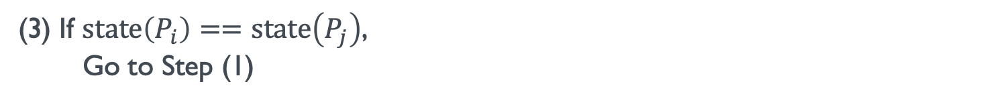 (3) If state(P_i) == state(P_j),
Go to Step (1)